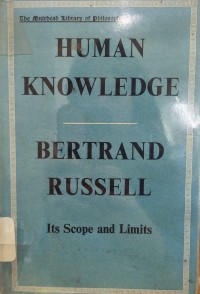 The Muirhead Library of Philosophy
HUMAN
KNOWLEDGE
BERTRAND
RUSSELL
Its Scope and Limits